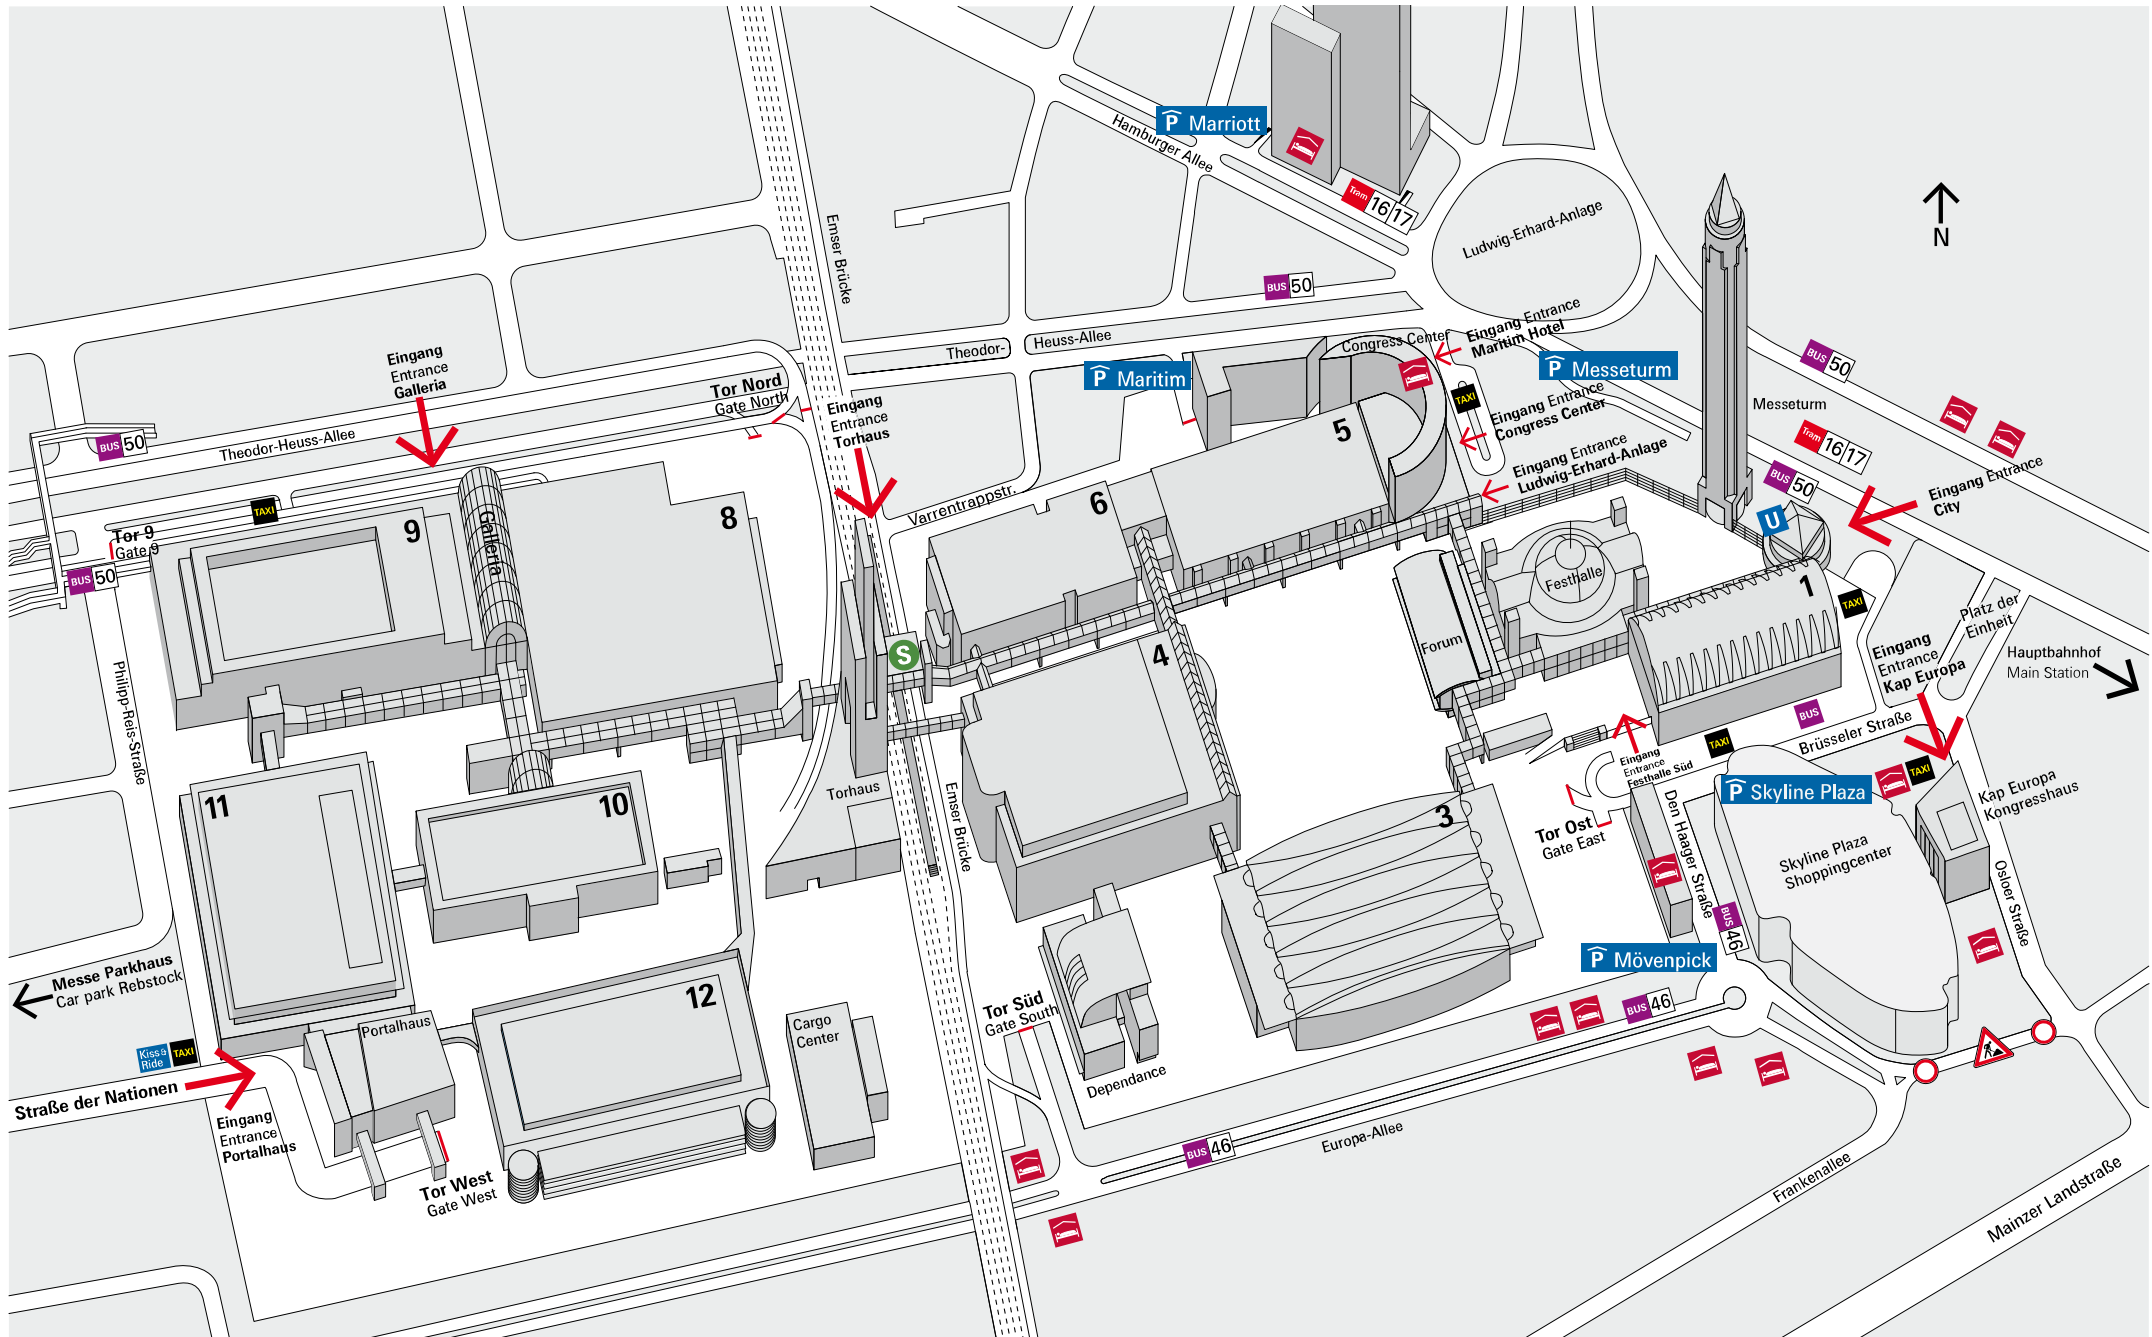 P Marriott
Hamburger Allee
Tram 16 17
Ludwig-Erhard-Anlage
N
Emser Brücke
BUS 50
Theodor-
Heuss-Allee
Congress Center
Eingang Entrance
Maritim Hotel
P Maritim
P Messeturm
BUS 50
Messeturm
Eingang
Entrance
Galleria
Tor Nord
Gate North
Eingang
Entrance
Torhaus
TAXI
Eingang Entrance
Congress Center
Tram 16 17
BUS 50
Theodor-Heuss-Allee
Eingang Entrance
Ludwig-Erhard-Anlage
BUS 50
Eingang Entrance
City
U
TAXI
Tor 9
Gate 9
BUS 50
9
Galleria
8
Varrentrappstr.
6
5
Festhalle
1
TAXI
Platz der
Einheit
Hauptbahnhof
Main Station
Eingang
Entrance
Kap Europa
S
4
Forum
Philipp-Reis-Straße
BUS
Brüsseler Straße
Eingang
Entrance
Festhalle Süd
TAXI
TAXI
P Skyline Plaza
Kap Europa
Kongresshaus
11
10
Torhaus
Emser Brücke
3
Tor Ost
Gate East
Den Haager Straße
Skyline Plaza
Shoppingcenter
Osloer Straße
BUS 46
P Mövenpick
Messe Parkhaus
Car park Rebstock
12
Portalhaus
Cargo
Center
Tor Süd
Gate South
BUS 46
Kiss &
Ride
TAXI
Straße der Nationen
Eingang
Entrance
Portalhaus
Dependance
Tor West
Gate West
BUS 46
Europa-Allee
Frankenallee
Mainzer Landstraße